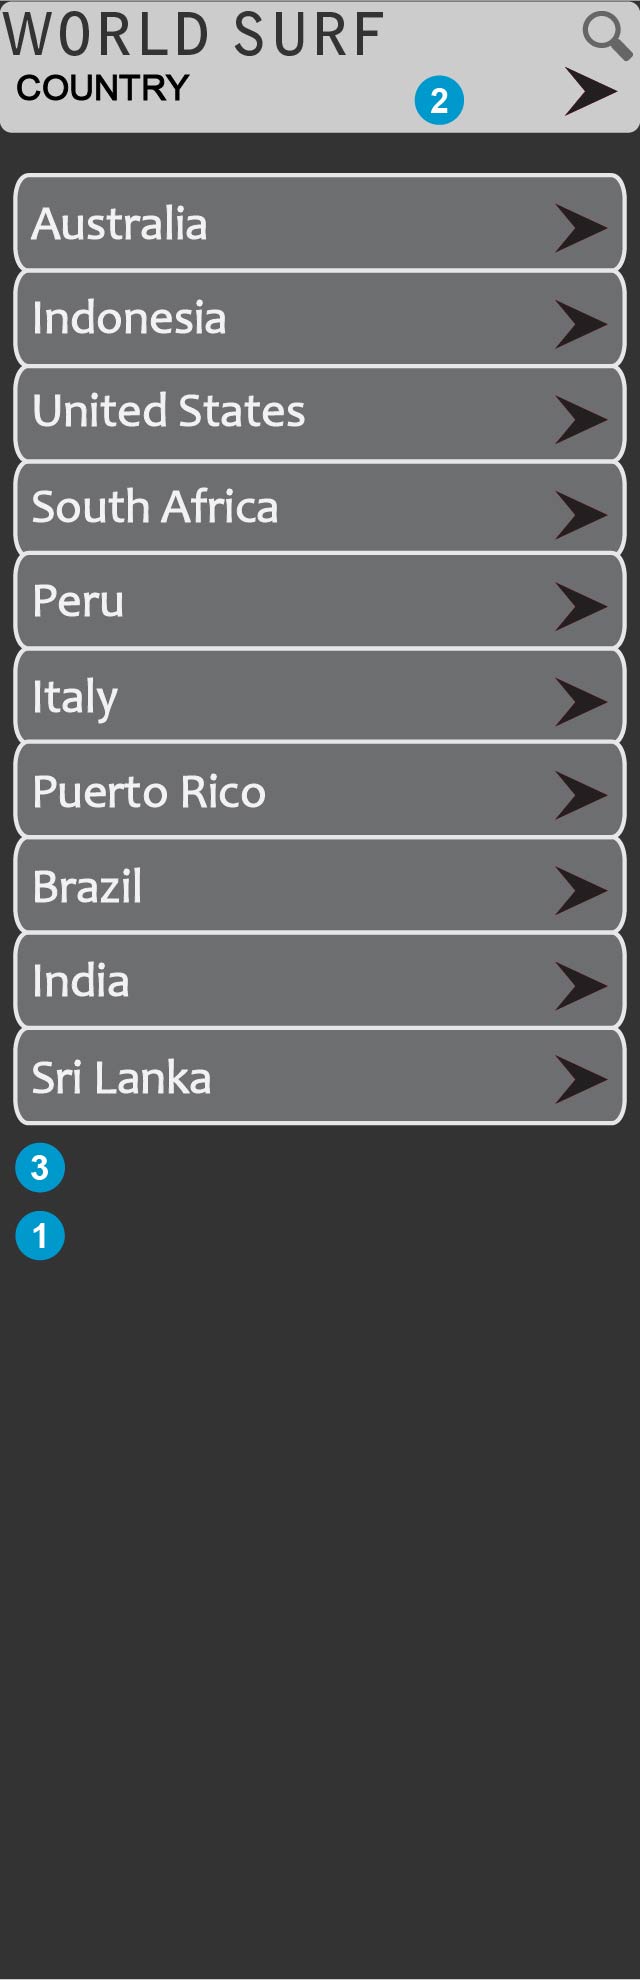 WORLD SURF
COUNTRY
2
Australia
Indonesia
United States
South Africa
Peru
Italy
Puerto Rico
Brazil
India
Sri Lanka
3
1